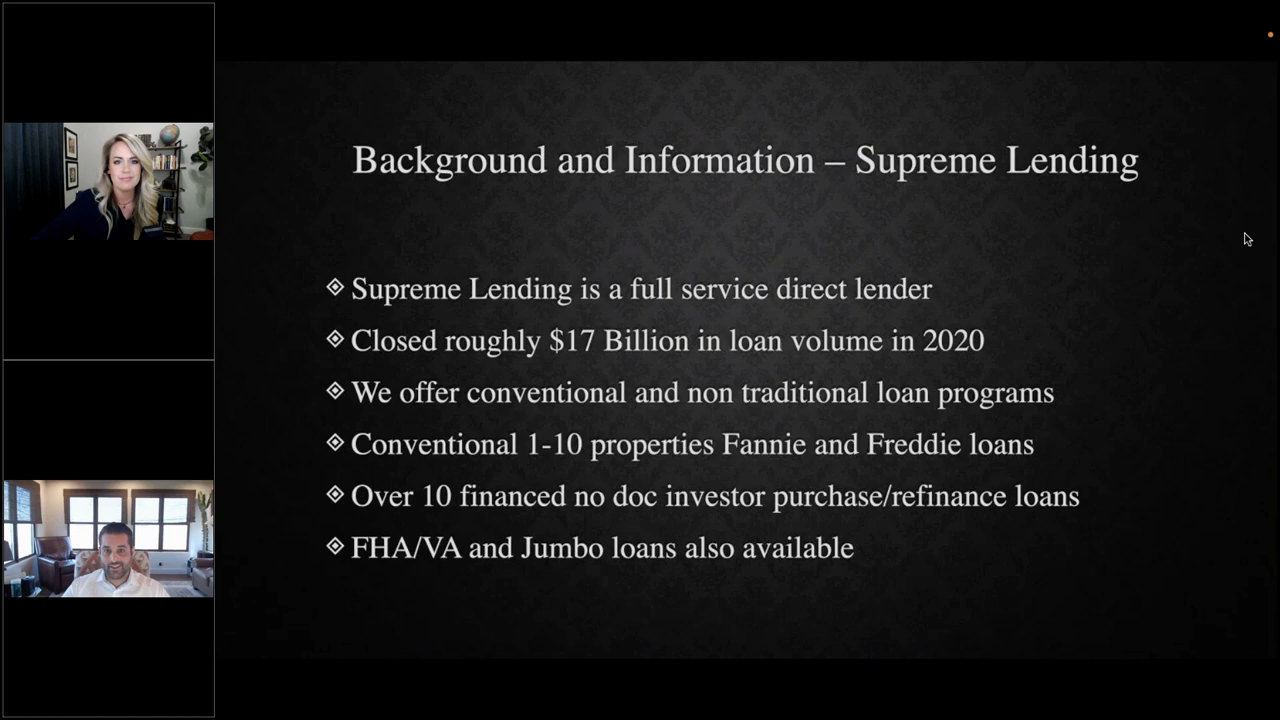 Background and Information – Supreme Lending
Supreme Lending is a full service direct lender
Closed roughly $17 Billion in loan volume in 2020
We offer conventional and non traditional loan programs
Conventional 1-10 properties Fannie and Freddie loans
Over 10 financed no doc investor purchase/refinance loans
FHA/VA and Jumbo loans also available